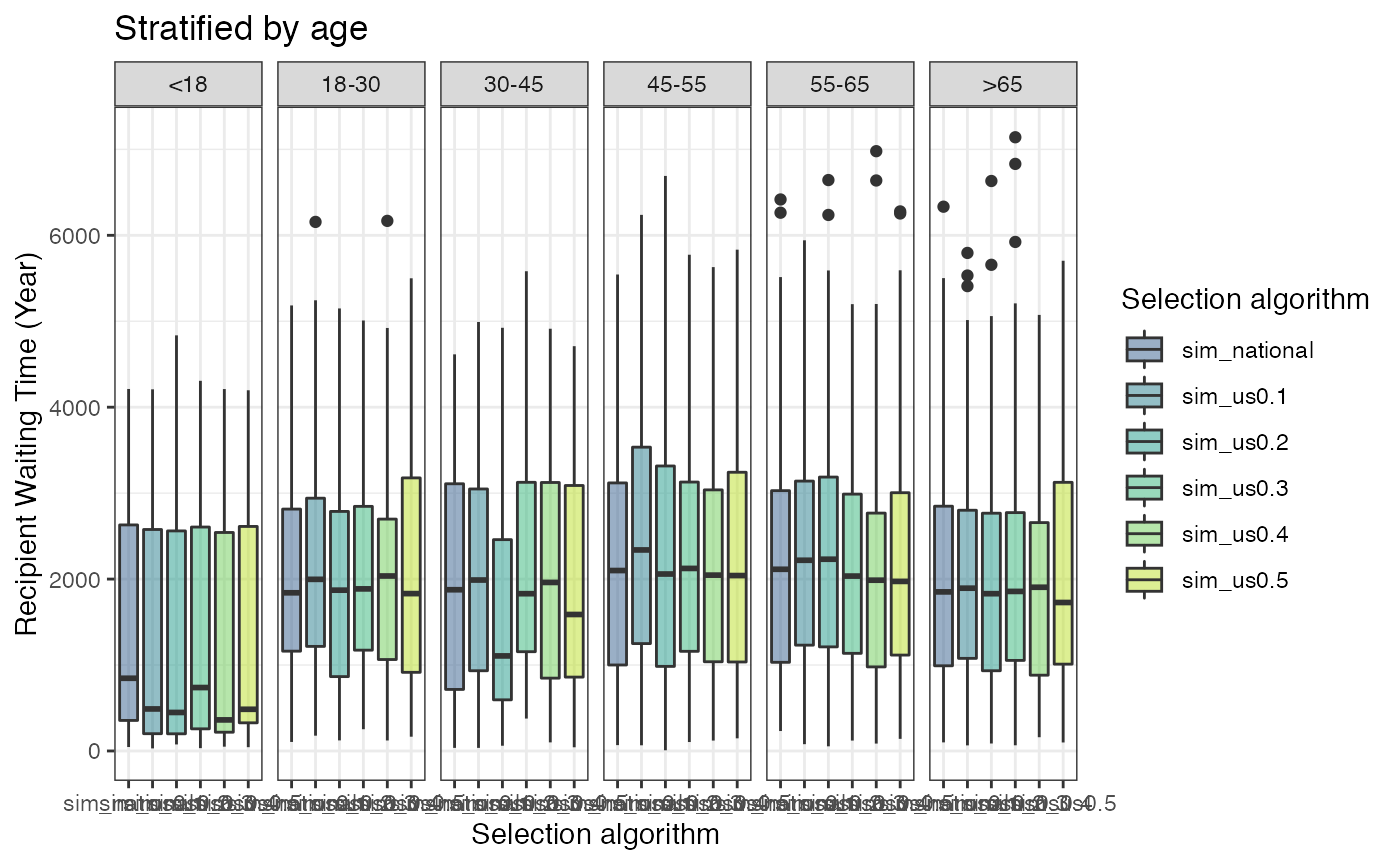 Stratified by age
<18 18-30 30-45 45-55 55-65 >65
Recipient Waiting Time (Year)
6000
4000
2000
0
Selection algorithm
Selection algorithm
sim_national
sim_us0.1
sim_us0.2
sim_us0.3
sim_us0.4
sim_us0.5